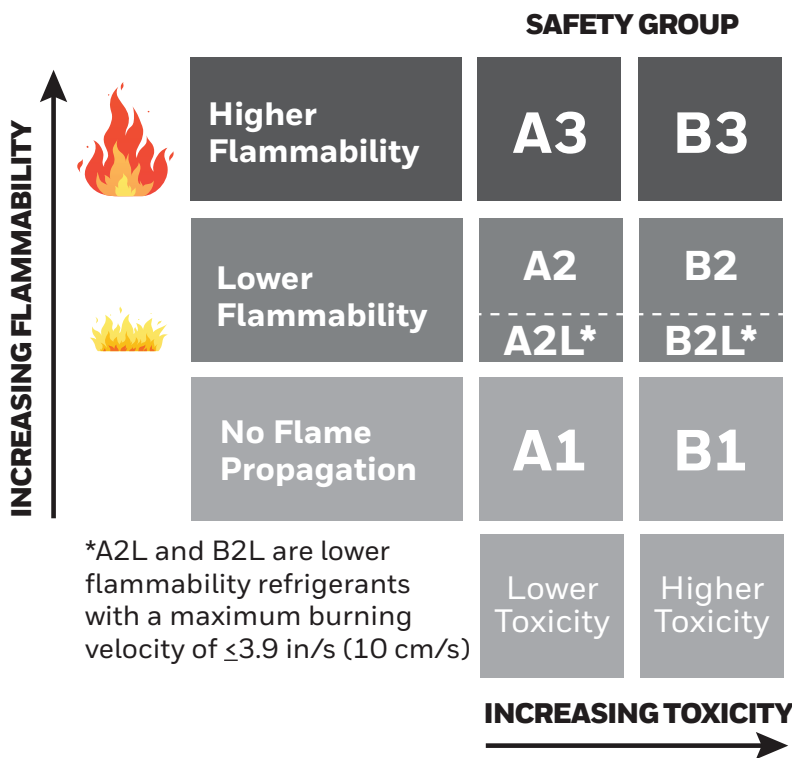 SAFETY GROUP
INCREASING FLAMMABILITY
Higher
Flammability
A3
B3
Lower
Flammability
A2
B2
A2L*
B2L*
No Flame
Propagation
A1
B1
*A2L and B2L are lower
flammability refrigerants
with a maximum burning
velocity of ≤3.9 in/s (10 cm/s)
Lower
Toxicity
Higher
Toxicity
INCREASING TOXICITY